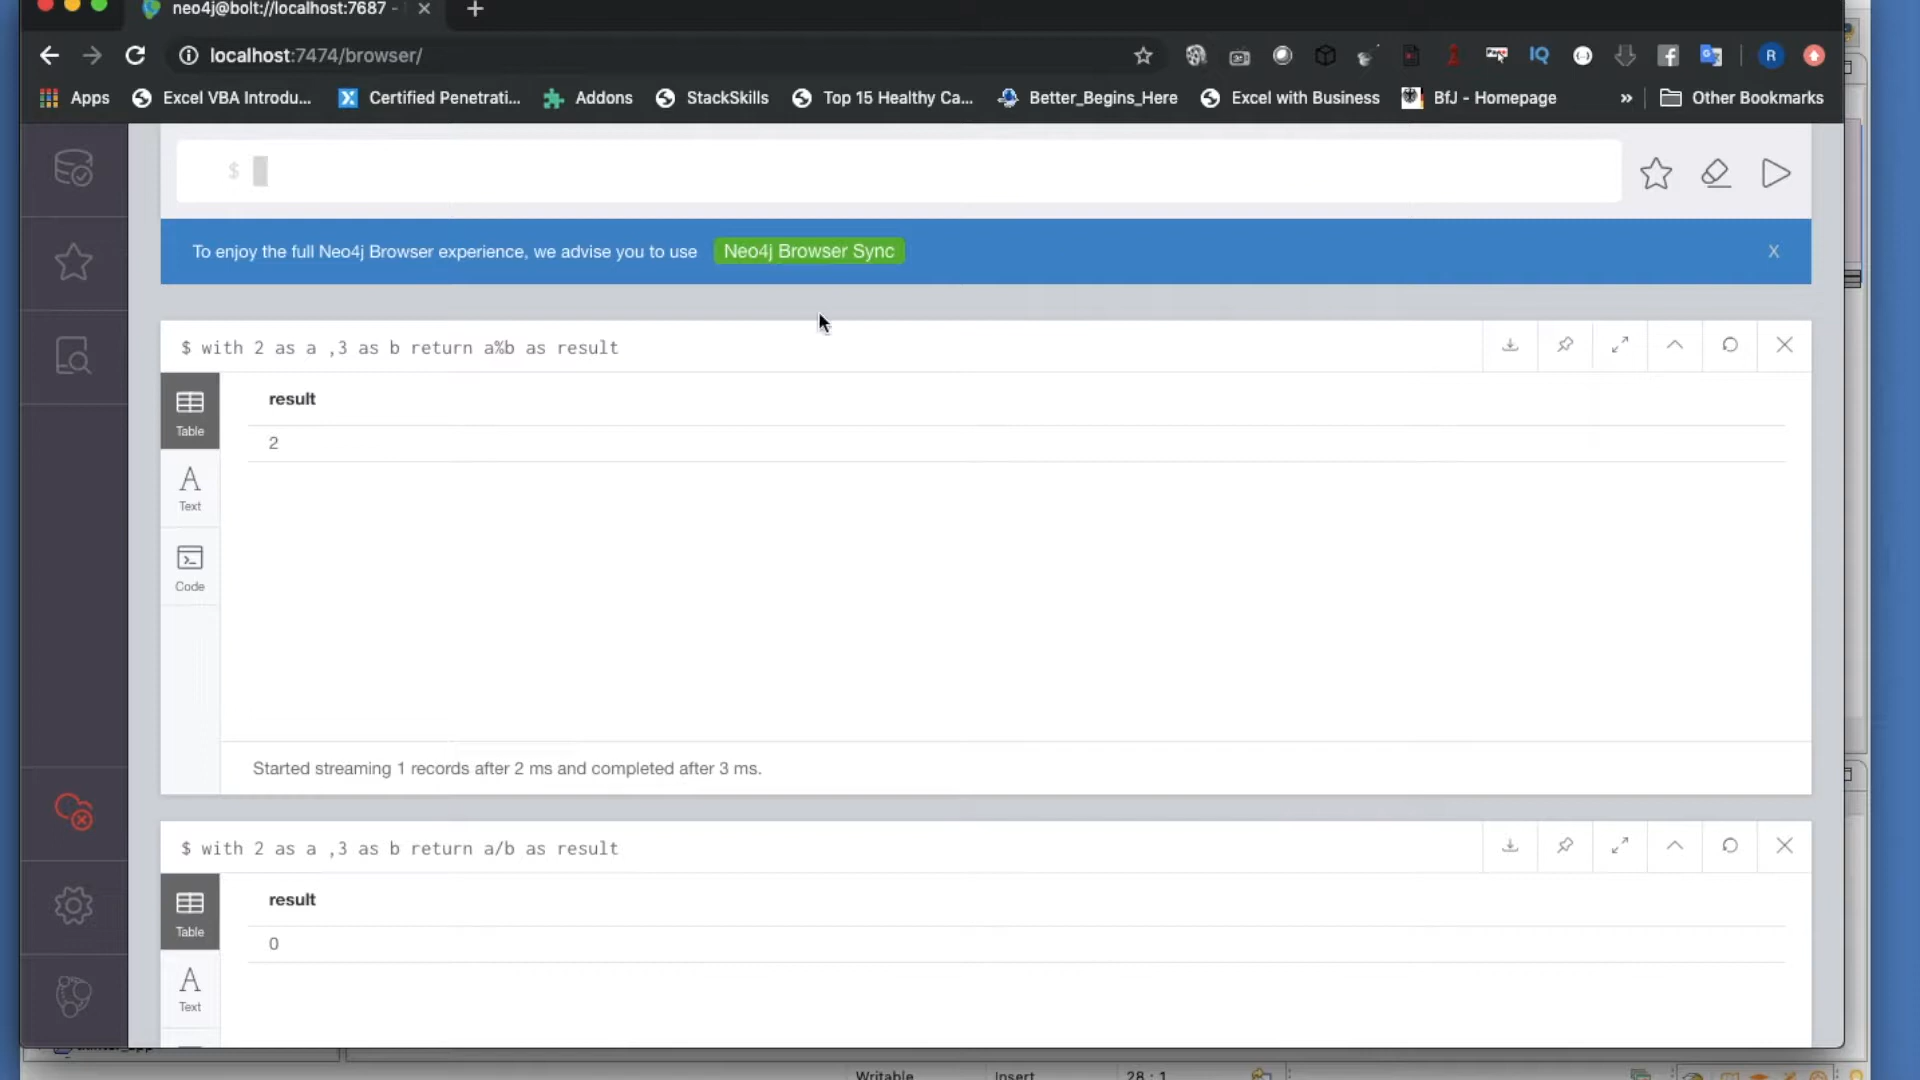 neo4j@bolt://localhost:7687 -
localhost:7474/browser/
R
Apps Excel VBA Introdu... Certified Penetrati... Addons StackSkills Top 15 Healthy Ca... Better_Begins_Here Excel with Business BfJ - Homepage » Other Bookmarks
$
To enjoy the full Neo4j Browser experience, we advise you to use Neo4j Browser Sync X
$ with 2 as a ,3 as b return a%b as result
Table
result
2
A
Text
Code
Started streaming 1 records after 2 ms and completed after 3 ms.
$ with 2 as a ,3 as b return a/b as result
Table
result
0
A
Text
Writable Insert 28 : 1